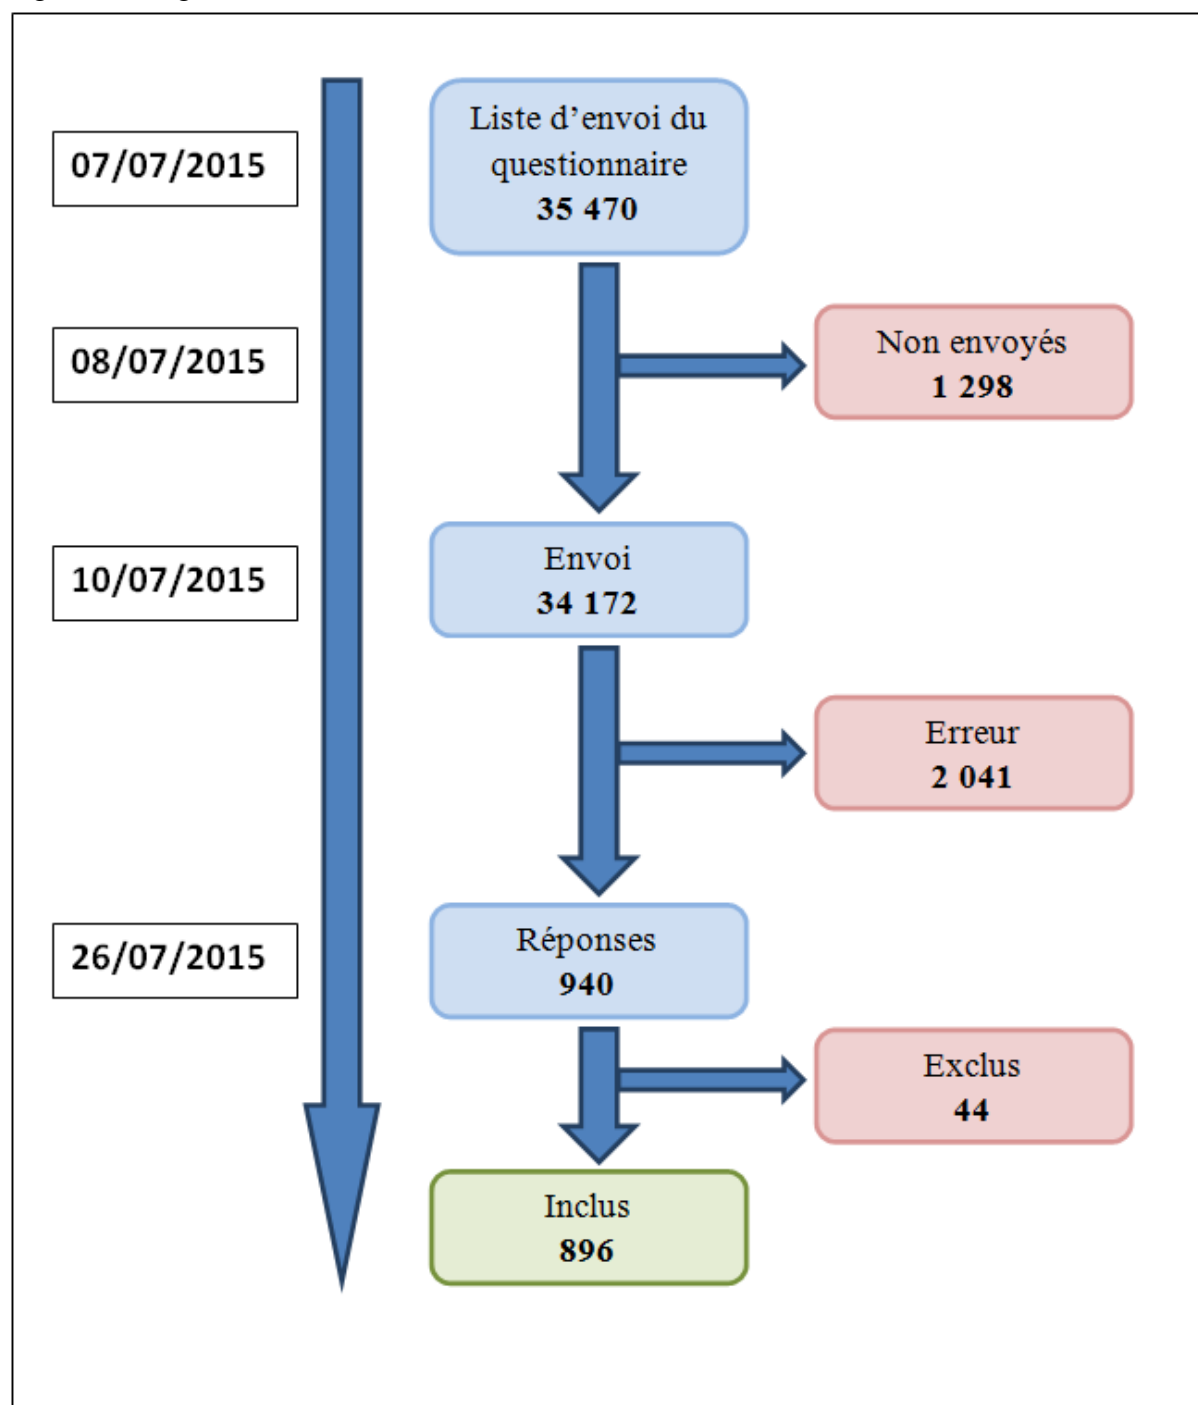 07/07/2015
Liste d’envoi du
questionnaire
35 470
08/07/2015
Non envoyés
1 298
10/07/2015
Envoi
34 172
Erreur
2 041
26/07/2015
Réponses
940
Exclus
44
Inclus
896